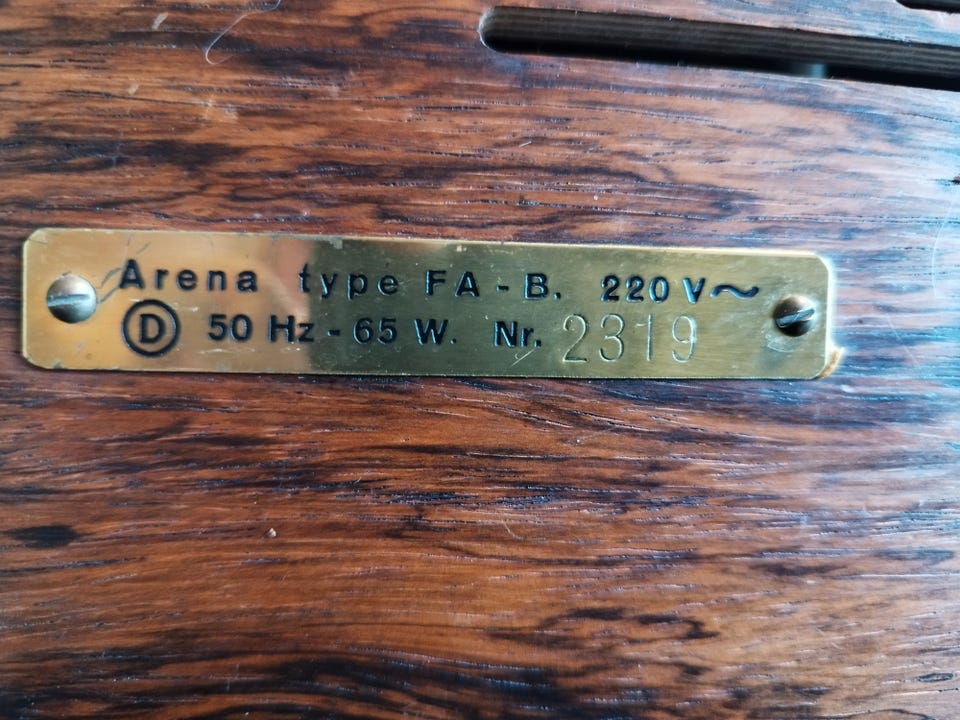 Arena type FA - B. 220 V~
Ⓓ 50 Hz - 65 W. Nr. 2319